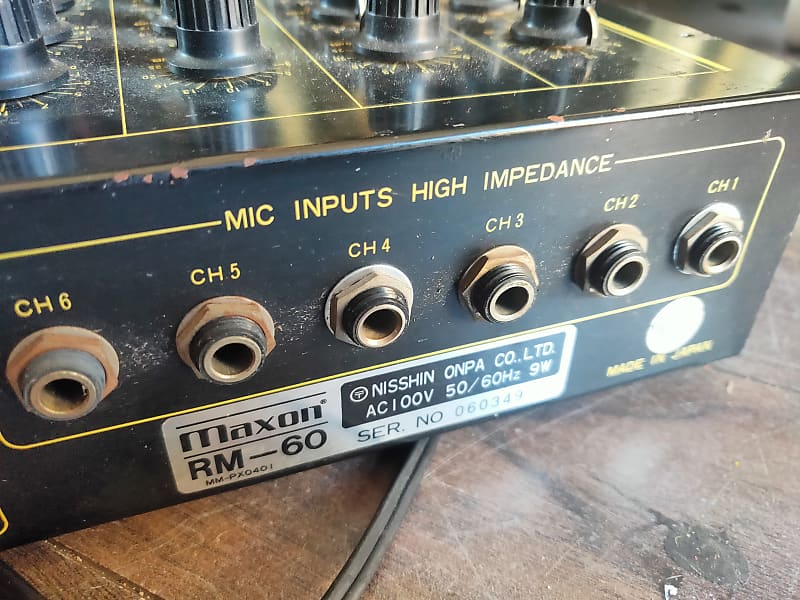 MIC INPUTS HIGH IMPEDANCE
CH 6
CH 5
CH 4
CH 3
CH 2
CH 1
maxon®
RM-60
MM-PX0401
NISSHIN ONPA CO., LTD.
AC100V 50/60Hz 9W
SER. NO 060349
MADE IN JAPAN